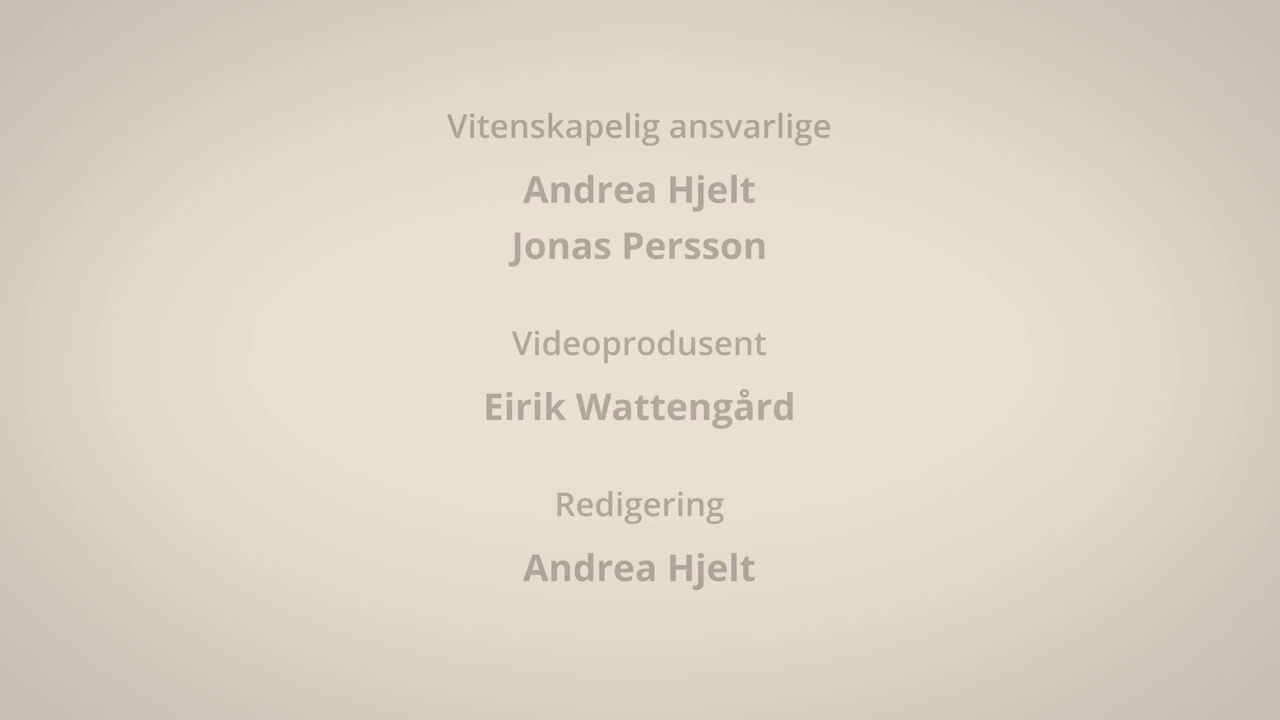 Vitenskapelig ansvarlige
Andrea Hjelt
Jonas Persson
Videoprodusent
Eirik Wattengård
Redigering
Andrea Hjelt